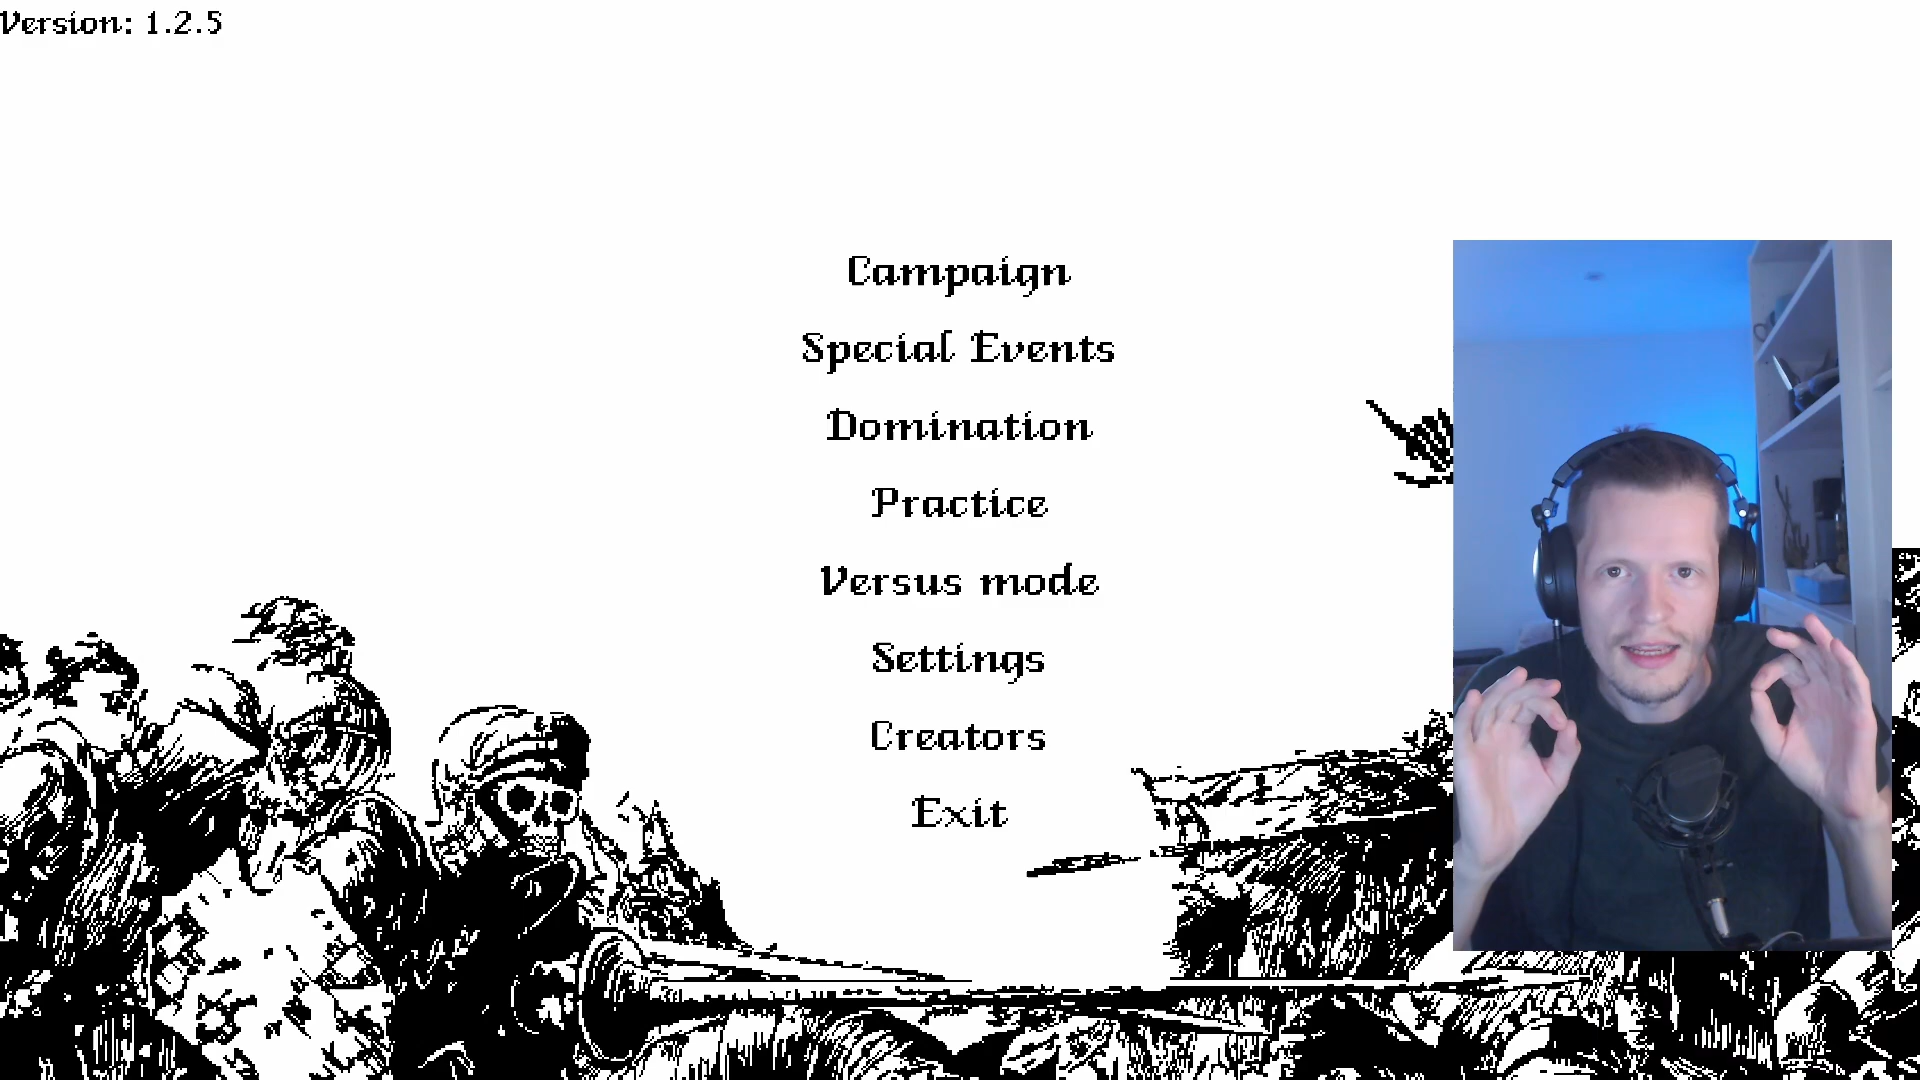 Version: 1.2.5
Campaign
Special Events
Domination
Practice
Versus mode
Settings
Creators
Exit